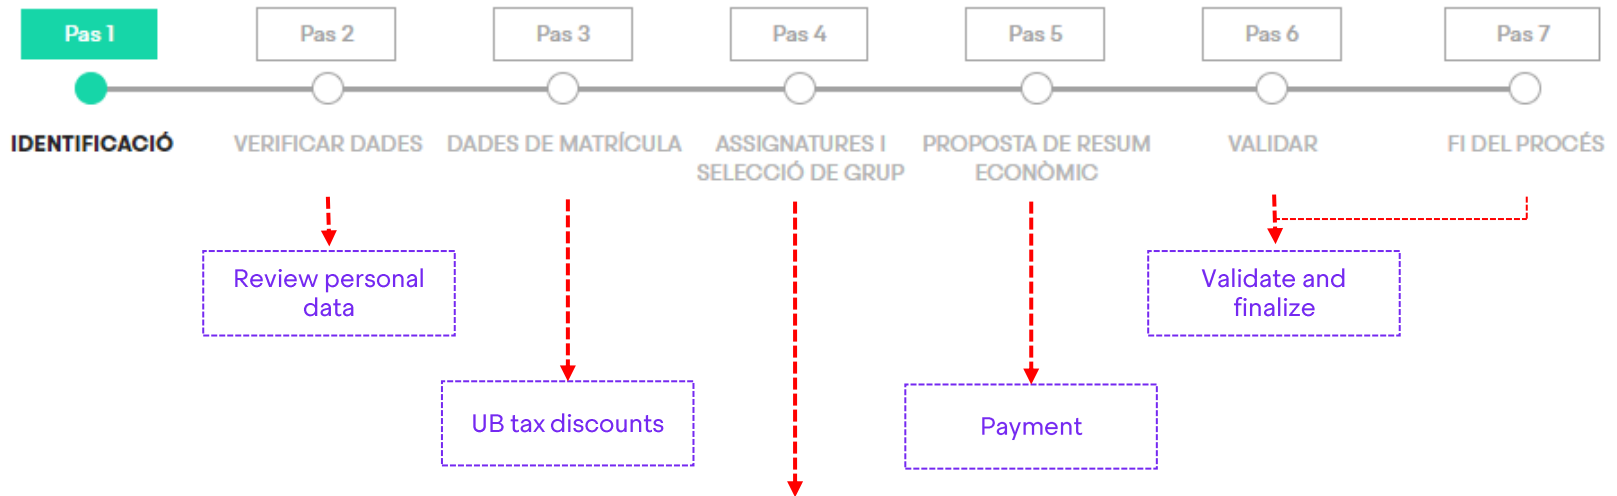 Pas 1
Pas 2
Pas 3
Pas 4
Pas 5
Pas 6
Pas 7
IDENTIFICACIÓ
VERIFICAR DADES
DADES DE MATRÍCULA
ASSIGNATURES I
SELECCIÓ DE GRUP
PROPOSTA DE RESUM
ECONÒMIC
VALIDAR
FI DEL PROCÉS
Review personal
data
UB tax discounts
Payment
Validate and
finalize